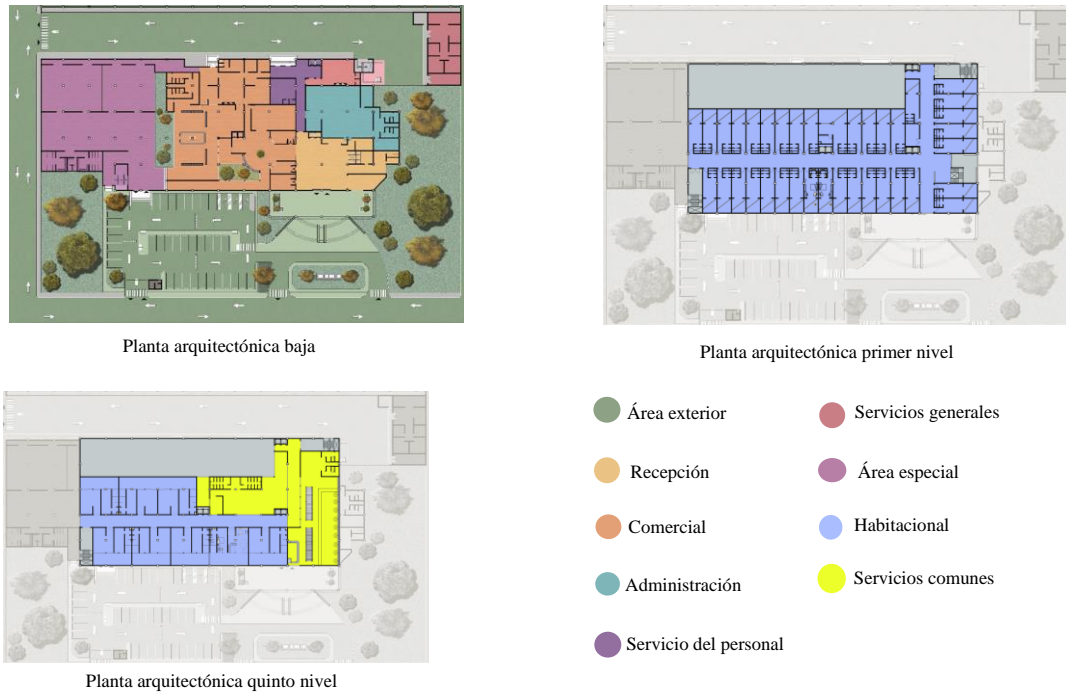 Planta arquitectónica baja
Planta arquitectónica primer nivel
Área exterior
Servicios generales
Recepción
Área especial
Comercial
Habitacional
Administración
Servicios comunes
Servicio del personal
Planta arquitectónica quinto nivel